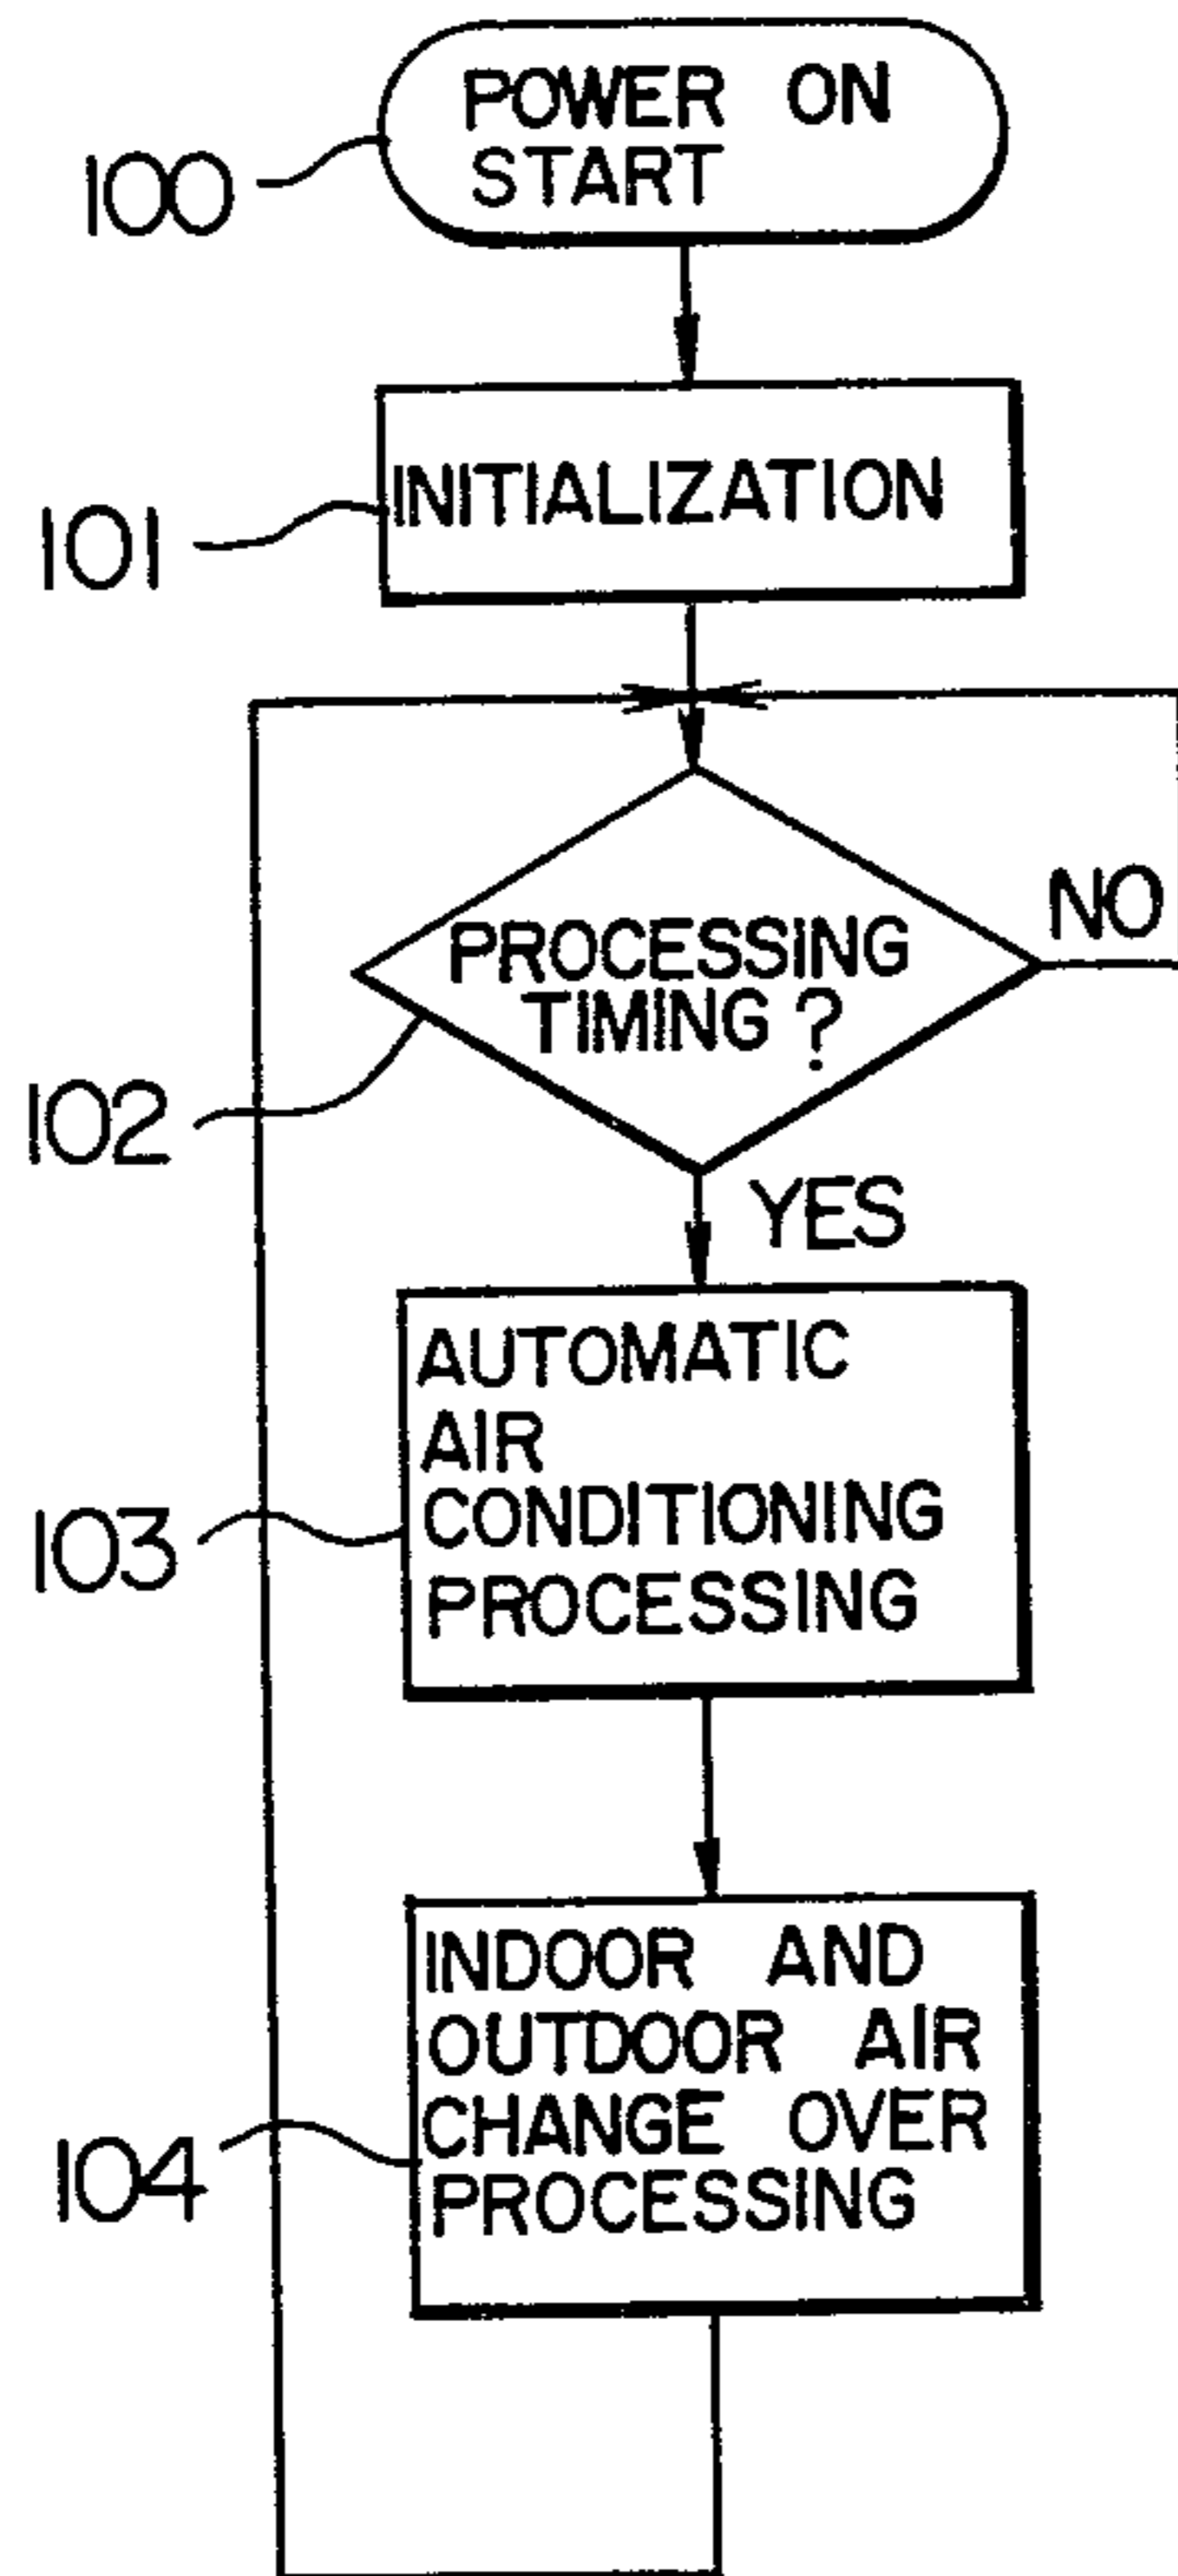 POWER ON
START
100
INITIALIZATION
101
PROCESSING
TIMING?
NO
102
YES
AUTOMATIC
AIR
CONDITIONING
PROCESSING
103
INDOOR AND
OUTDOOR AIR
CHANGE OVER
PROCESSING
104